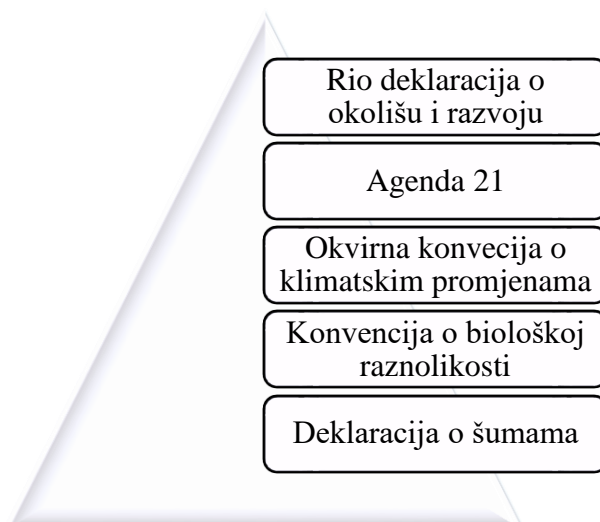 Rio deklaracija o
okolišu i razvoju
Agenda 21
Okvirna konvecija o
klimatskim promjenama
Konvencija o biološkoj
raznolikosti
Deklaracija o šumama